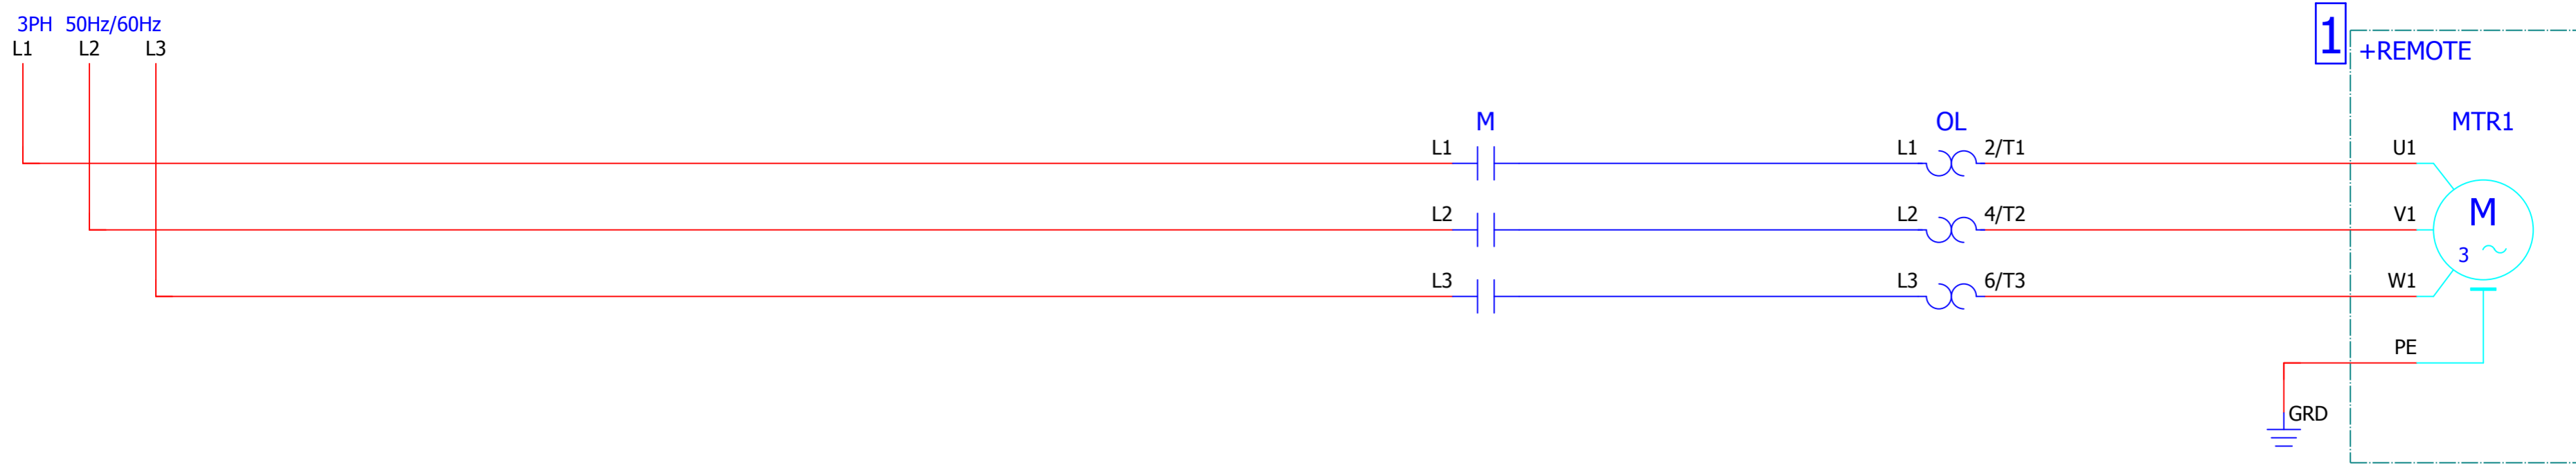 3PH 50Hz/60Hz
L1 L2 L3
1
+REMOTE
M OL MTR1
L1 L1 2/T1 U1
L2 L2 4/T2 V1
M
3
L3 L3 6/T3 W1
PE
GRD